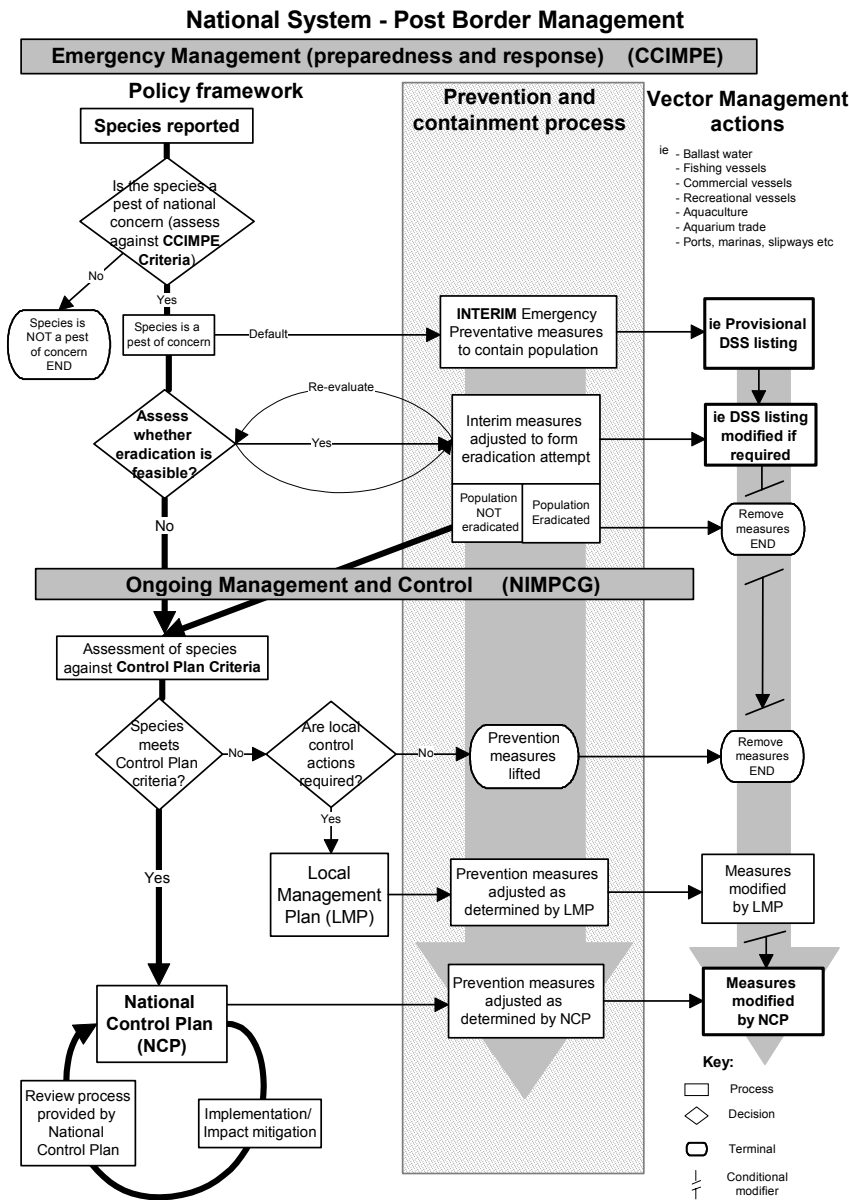 National System - Post Border Management
Emergency Management (preparedness and response) (CCIMPE)
Policy framework
Prevention and
containment process
Vector Management
actions
ie - Ballast water
- Fishing vessels
- Commercial vessels
- Recreational vessels
- Aquaculture
- Aquarium trade
- Ports, marinas, slipways etc
Species reported
Is the species a
pest of national
concern (assess
against CCIMPE
Criteria)
No
Yes
Species is
NOT a pest
of concern
END
Species is a
pest of concern
Default
INTERIM Emergency
Preventative measures
to contain population
ie Provisional
DSS listing
Assess
whether
eradication is
feasible?
Re-evaluate
Yes
Interim measures
adjusted to form
eradication attempt
ie DSS listing
modified if
required
No
Population
NOT
eradicated
Population
Eradicated
Remove
measures
END
Ongoing Management and Control (NIMPCG)
Assessment of species
against Control Plan Criteria
Species
meets
Control Plan
criteria?
No
Are local
control
actions
required?
No
Prevention
measures
lifted
Remove
measures
END
Yes
Yes
Local
Management
Plan (LMP)
Prevention measures
adjusted as
determined by LMP
Measures
modified
by LMP
National
Control Plan
(NCP)
Prevention measures
adjusted as
determined by NCP
Measures
modified
by NCP
Review process
provided by
National
Control Plan
Implementation/
Impact mitigation
Key:
Process
Decision
Terminal
Conditional
modifier